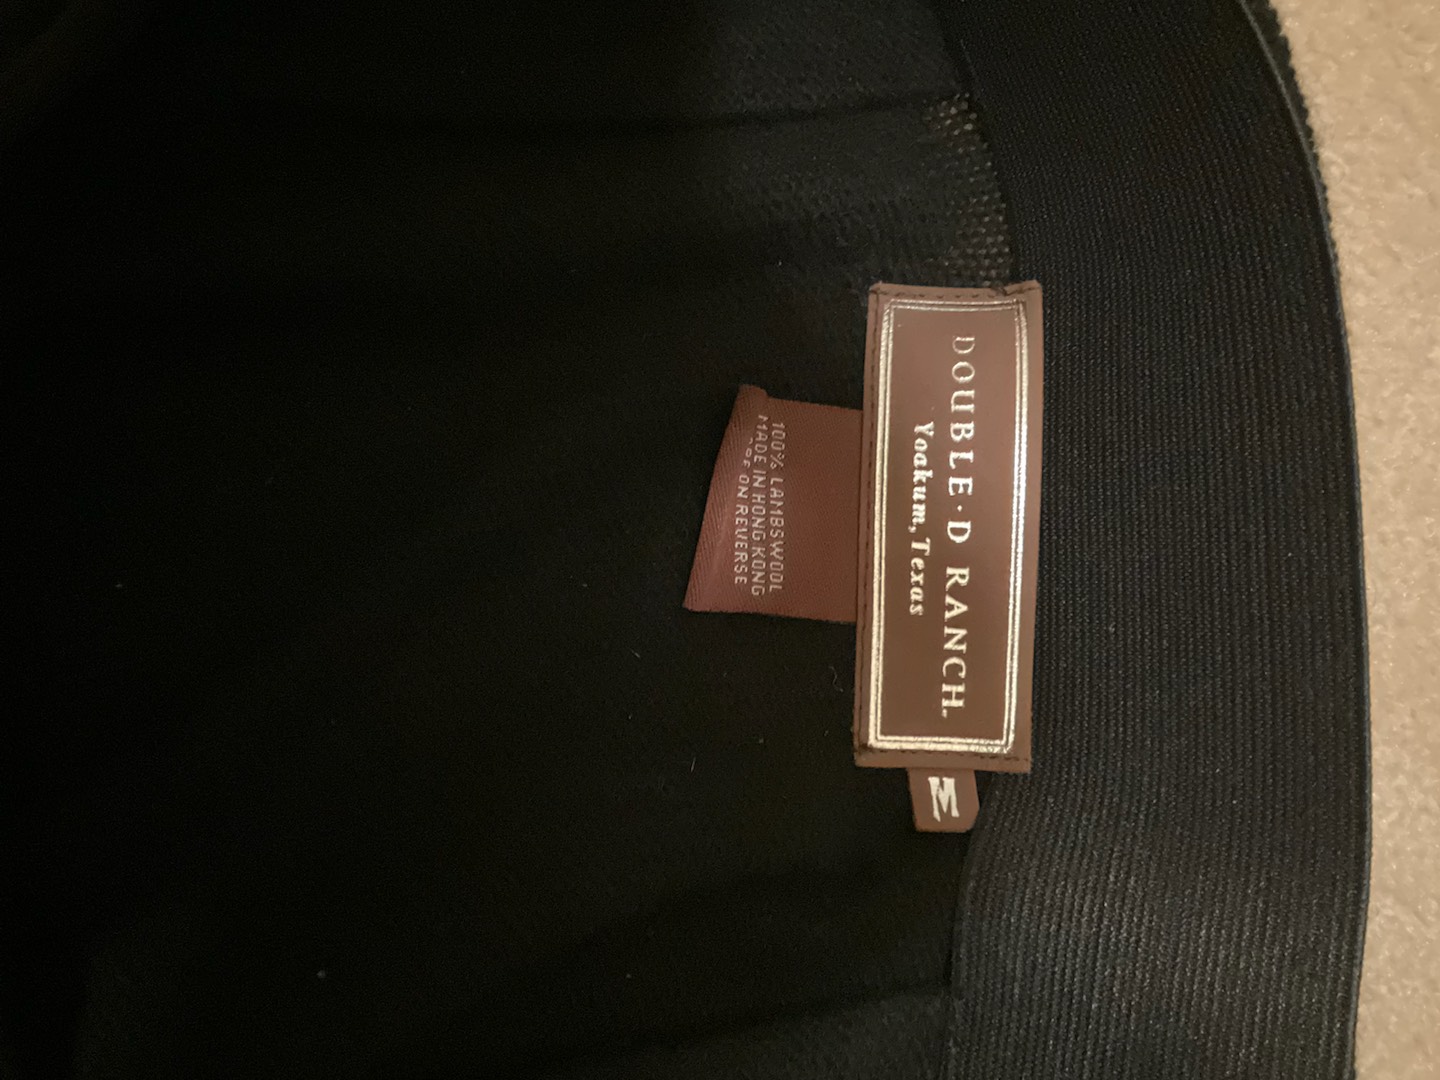 DOUBLE·D RANCH.
Yoakum, Texas
M
100% LAMBSWOOL
MADE IN HONG KONG
ON REVERSE